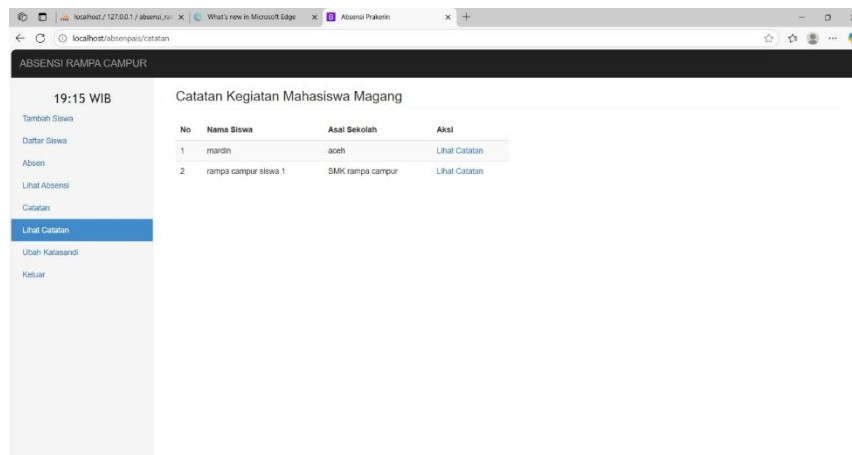 localhost / 127.0.0.1 / absensi_ra
What's new in Microsoft Edge
Absensi Prakerin
localhost/absenpais/catatan
ABSENSI RAMPA CAMPUR
19:15 WIB
Tambah Siswa
Daftar Siswa
Absen
Lihat Absensi
Catatan
Lihat Catatan
Ubah Katasandi
Keluar
Catatan Kegiatan Mahasiswa Magang
No Nama Siswa Asal Sekolah Aksi
1 mardin aceh Lihat Catatan
2 rampa campur siswa 1 SMK rampa campur Lihat Catatan